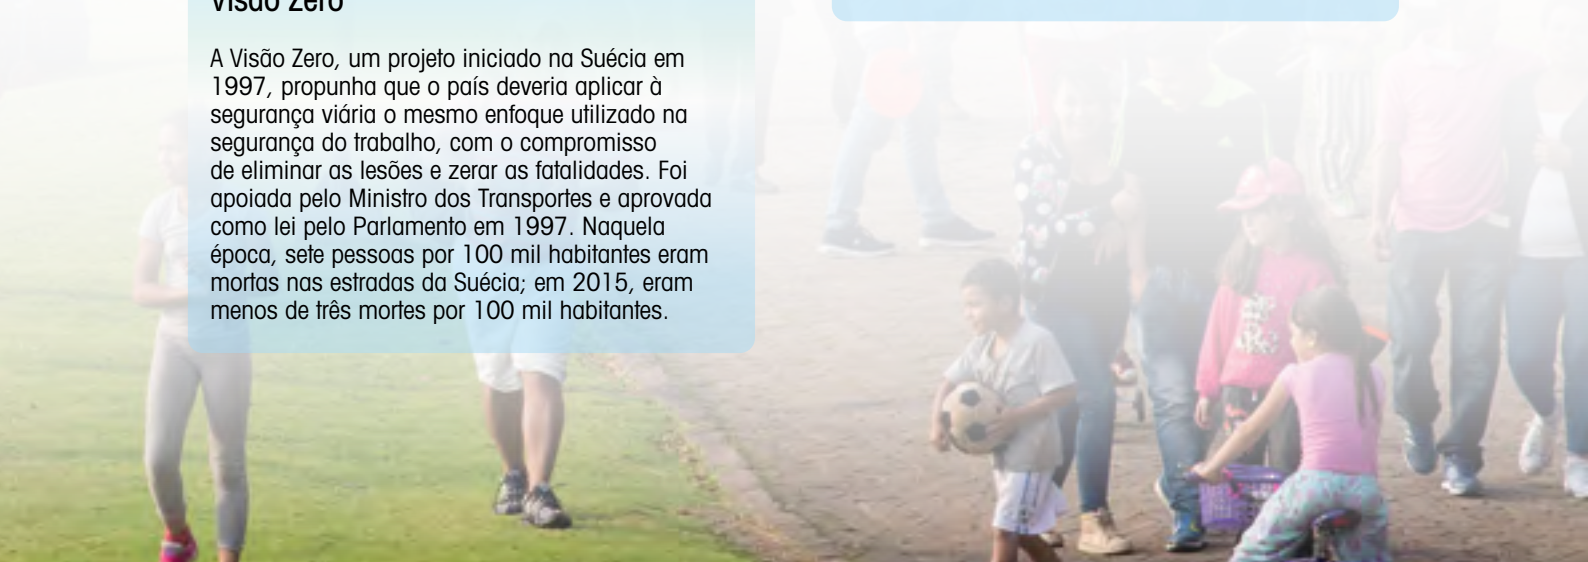 Visão Zero
A Visão Zero, um projeto iniciado na Suécia em
1997, propunha que o país deveria aplicar à
segurança viária o mesmo enfoque utilizado na
segurança do trabalho, com o compromisso
de eliminar as lesões e zerar as fatalidades. Foi
apoiada pelo Ministro dos Transportes e aprovada
como lei pelo Parlamento em 1997. Naquela
época, sete pessoas por 100 mil habitantes eram
mortas nas estradas da Suécia; em 2015, eram
menos de três mortes por 100 mil habitantes.